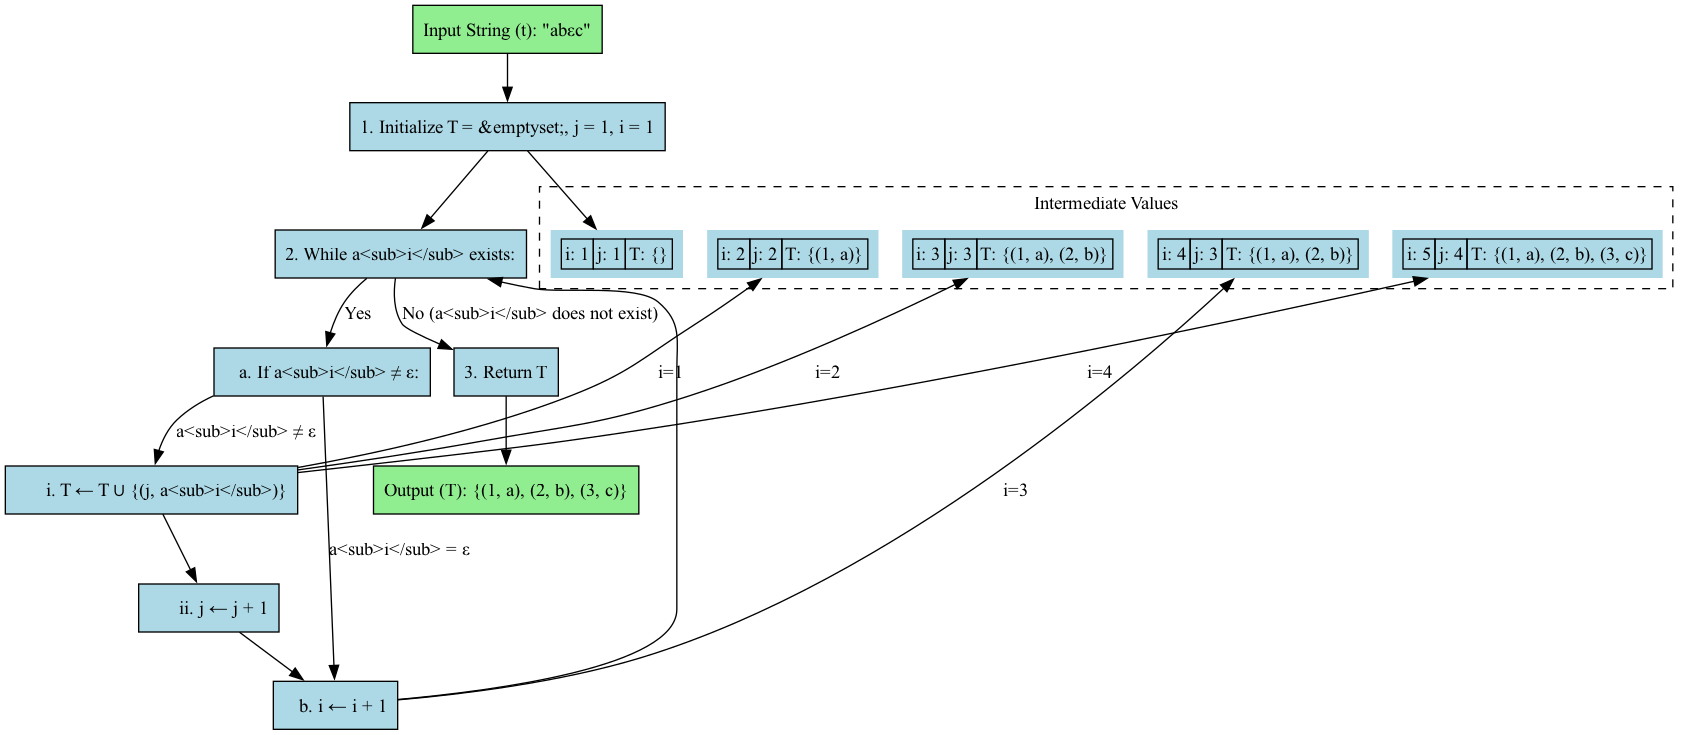 Input String (t): "abεc"
1. Initialize T = &emptyset;, j = 1, i = 1
Intermediate Values
2. While a<sub>i</sub> exists:
i: 1 j: 1 T: {}
i: 2 j: 2 T: {(1, a)}
i: 3 j: 3 T: {(1, a), (2, b)}
i: 4 j: 3 T: {(1, a), (2, b)}
i: 5 j: 4 T: {(1, a), (2, b), (3, c)}
Yes
No (a<sub>i</sub> does not exist)
a. If a<sub>i</sub> ≠ ε:
3. Return T
i=1
i=2
i=4
a<sub>i</sub> ≠ ε
i. T ← T ∪ {(j, a<sub>i</sub>)}
Output (T): {(1, a), (2, b), (3, c)}
i=3
a<sub>i</sub> = ε
ii. j ← j + 1
b. i ← i + 1